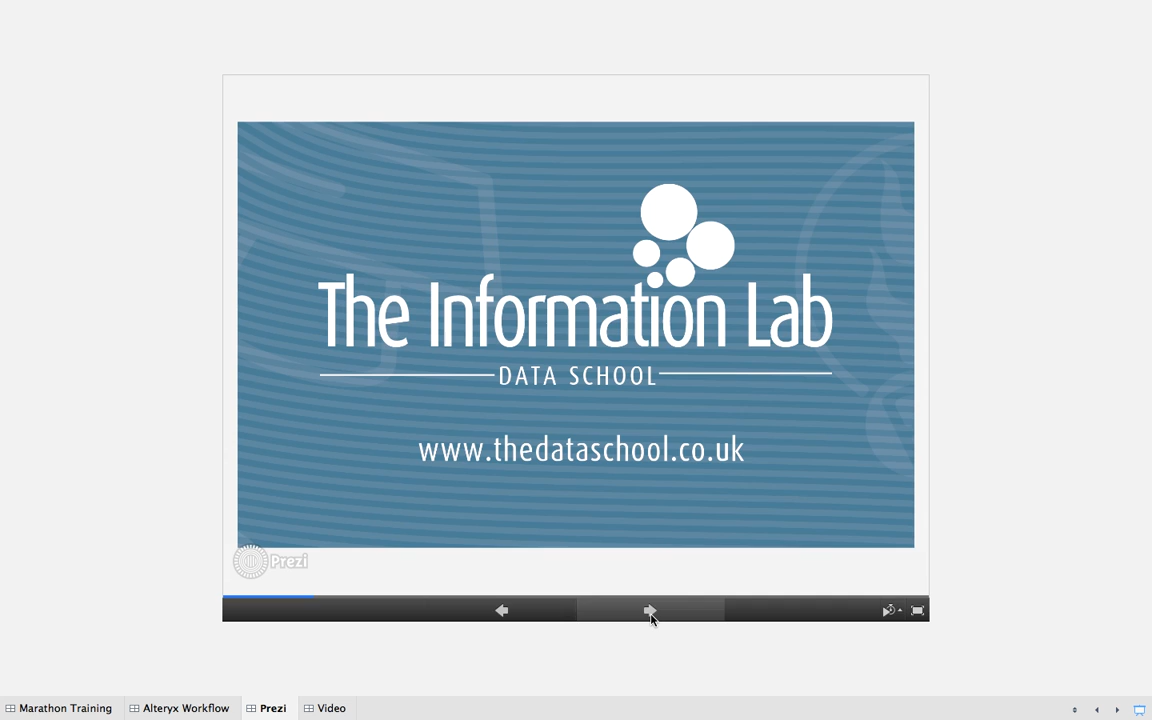 The Information Lab
DATA SCHOOL
www.thedataschool.co.uk
Prezi
Marathon Training
Alteryx Workflow
Prezi
Video